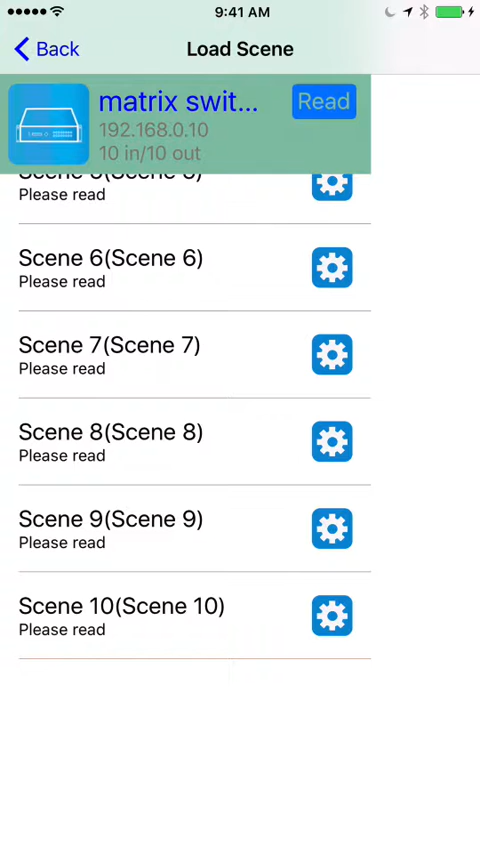 9:41 AM
Back
Load Scene
matrix swit...
Read
192.168.0.10
10 in/10 out
Please read
Scene 6(Scene 6)
Please read
Scene 7(Scene 7)
Please read
Scene 8(Scene 8)
Please read
Scene 9(Scene 9)
Please read
Scene 10(Scene 10)
Please read